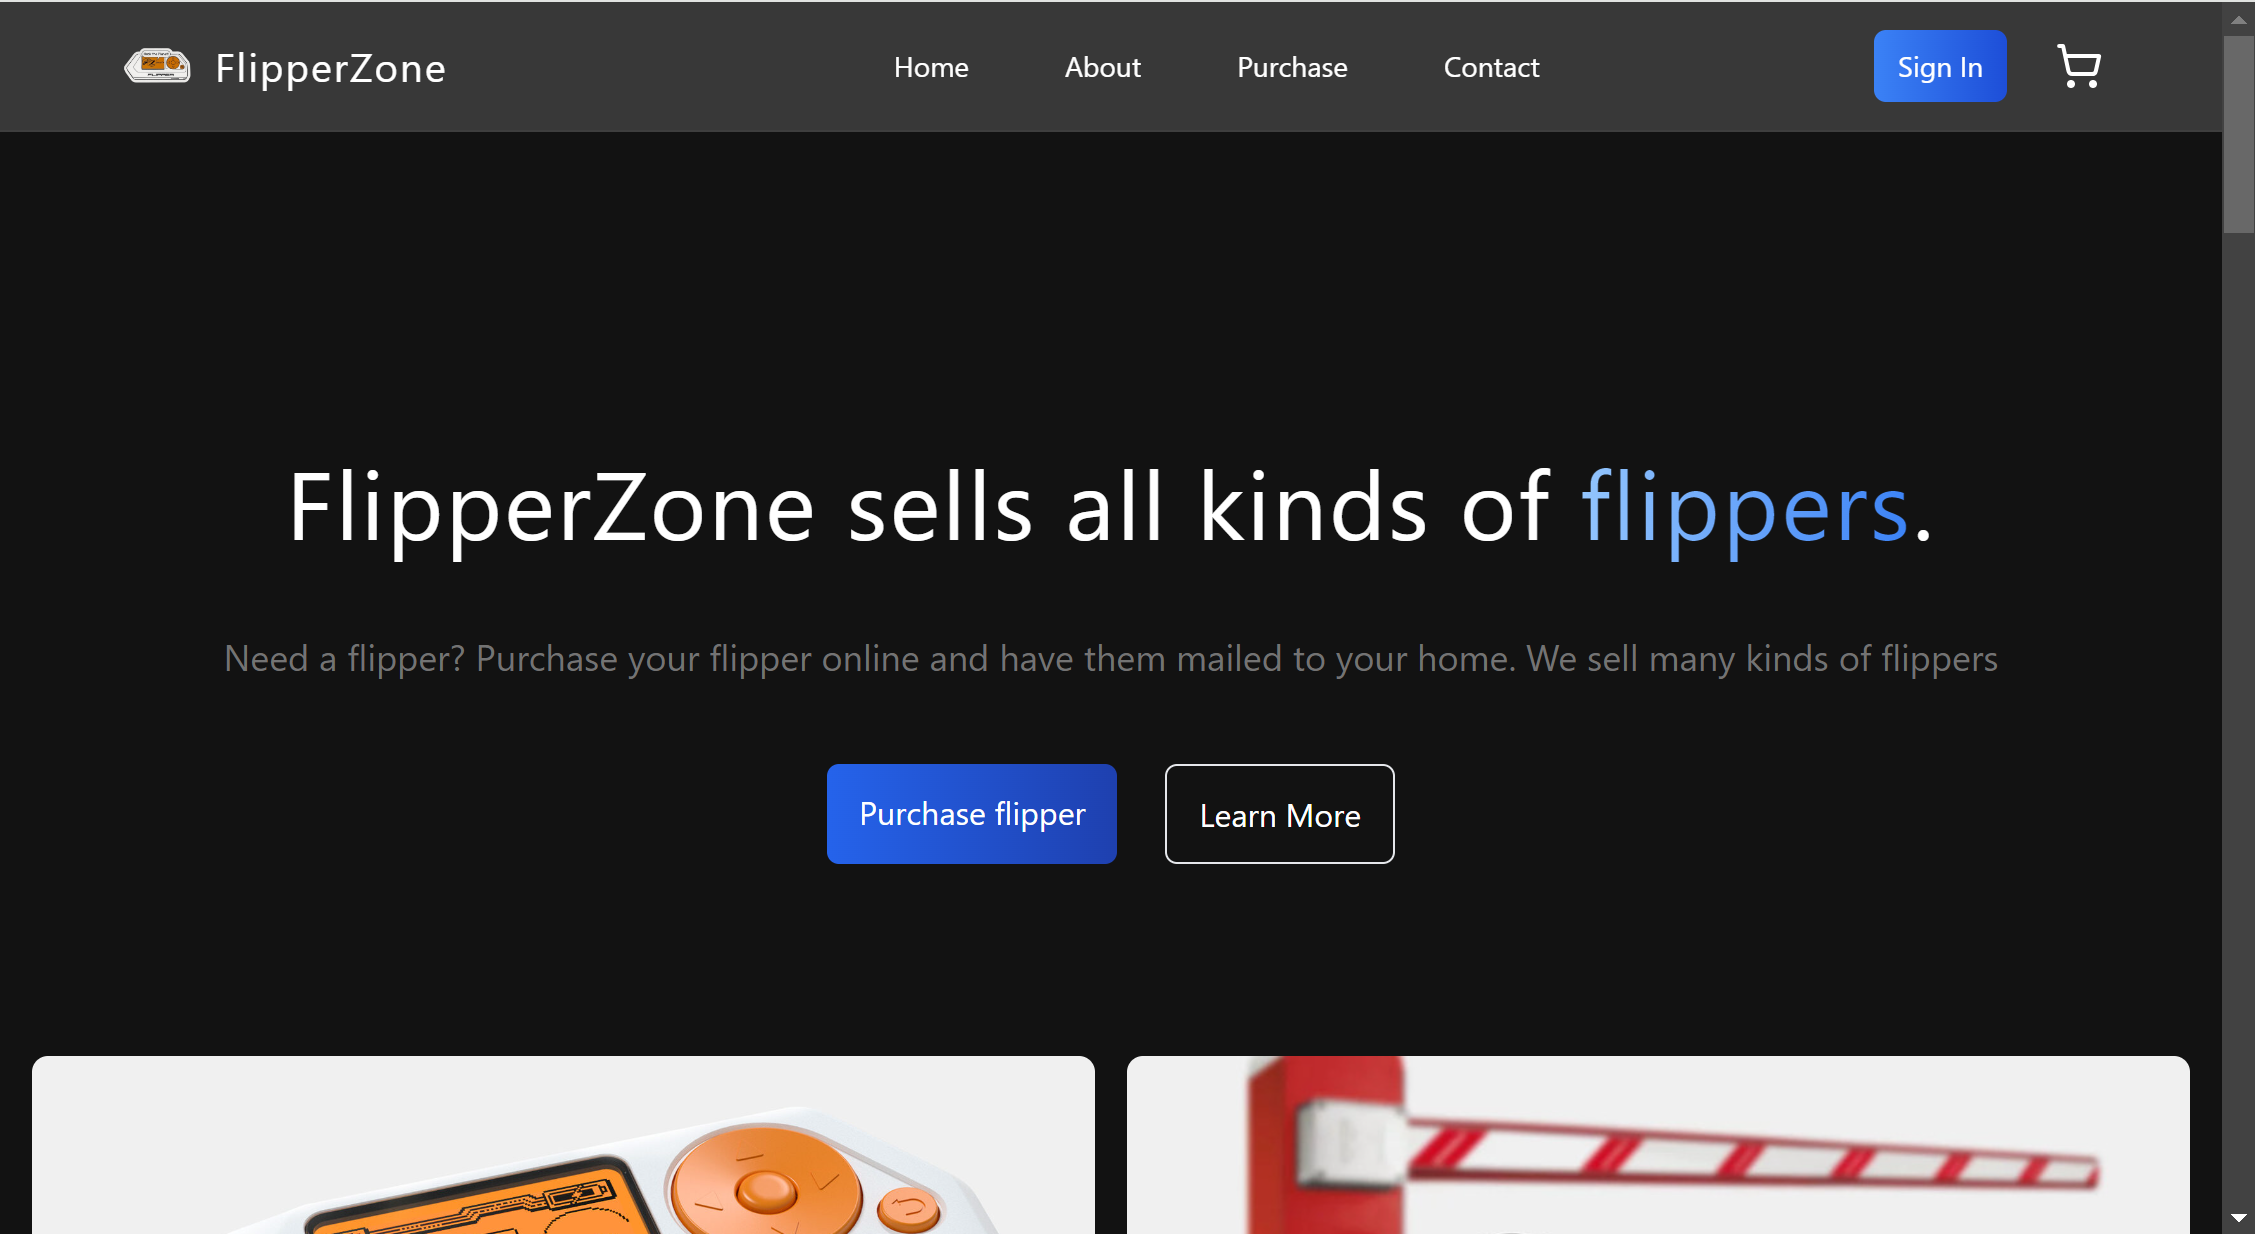 FlipperZone
Home
About
Purchase
Contact
Sign In
FlipperZone sells all kinds of flippers.
Need a flipper? Purchase your flipper online and have them mailed to your home. We sell many kinds of flippers
Purchase flipper
Learn More